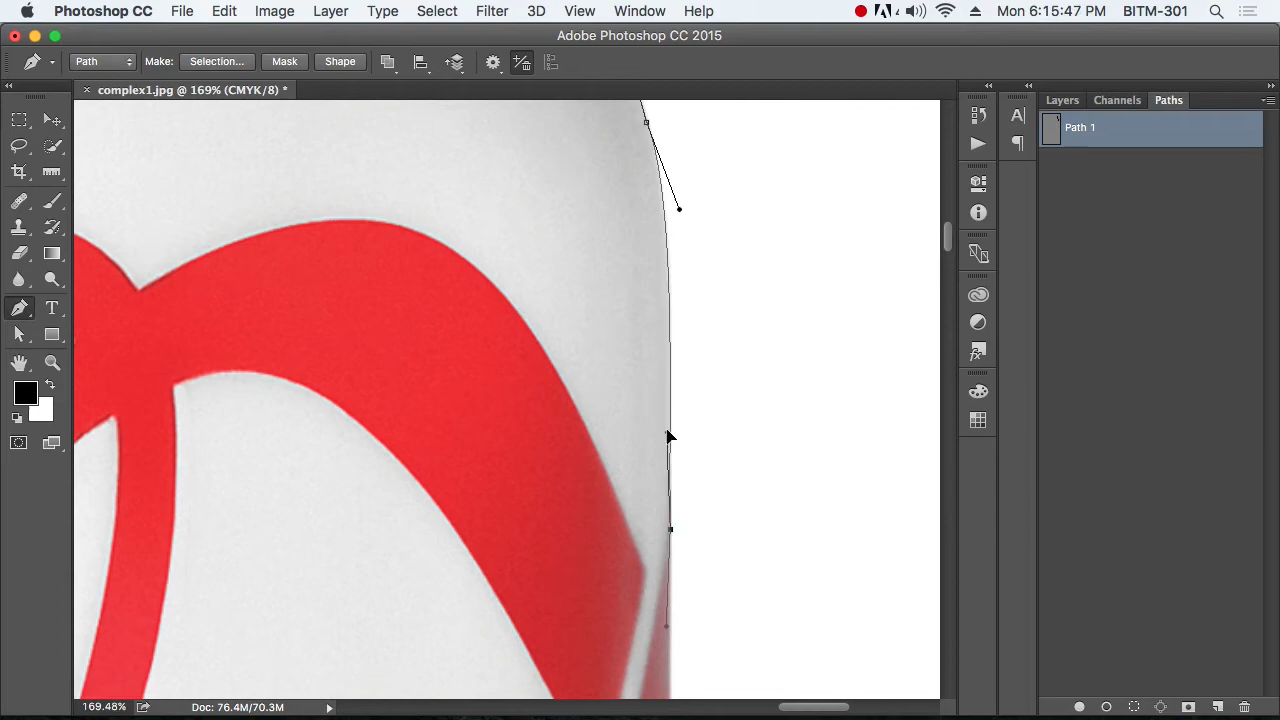 Photoshop CC File Edit Image Layer Type Select Filter 3D View Window Help Mon 6:15:47 PM BITM-301
Adobe Photoshop CC 2015
Path Make: Selection... Mask Shape
complex1.jpg @ 169% (CMYK/8) *
Layers Channels Paths
Path 1
169.48% Doc: 76.4M/70.3M